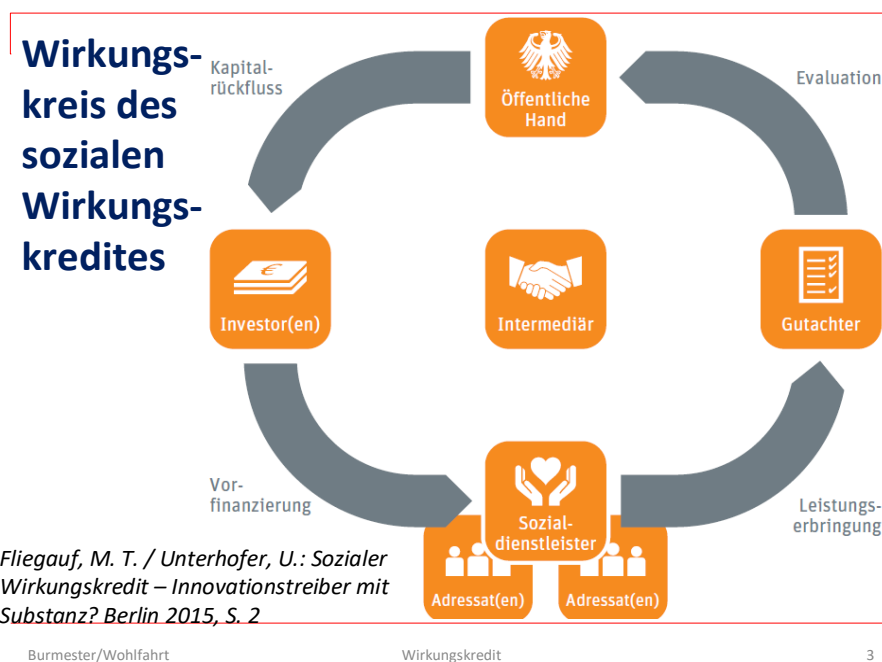 Wirkungs-
kreis des
sozialen
Wirkungs-
kredites
Kapital-
rückfluss
Öffentliche
Hand
Evaluation
€
Investor(en)
Intermediär
Gutachter
Vor-
finanzierung
Sozial-
dienstleister
Leistungs-
erbringung
Adressat(en)
Adressat(en)
Fliegauf, M. T. / Unterhofer, U.: Sozialer
Wirkungskredit – Innovationstreiber mit
Substanz? Berlin 2015, S. 2
Burmester/Wohlfahrt
Wirkungskredit
3